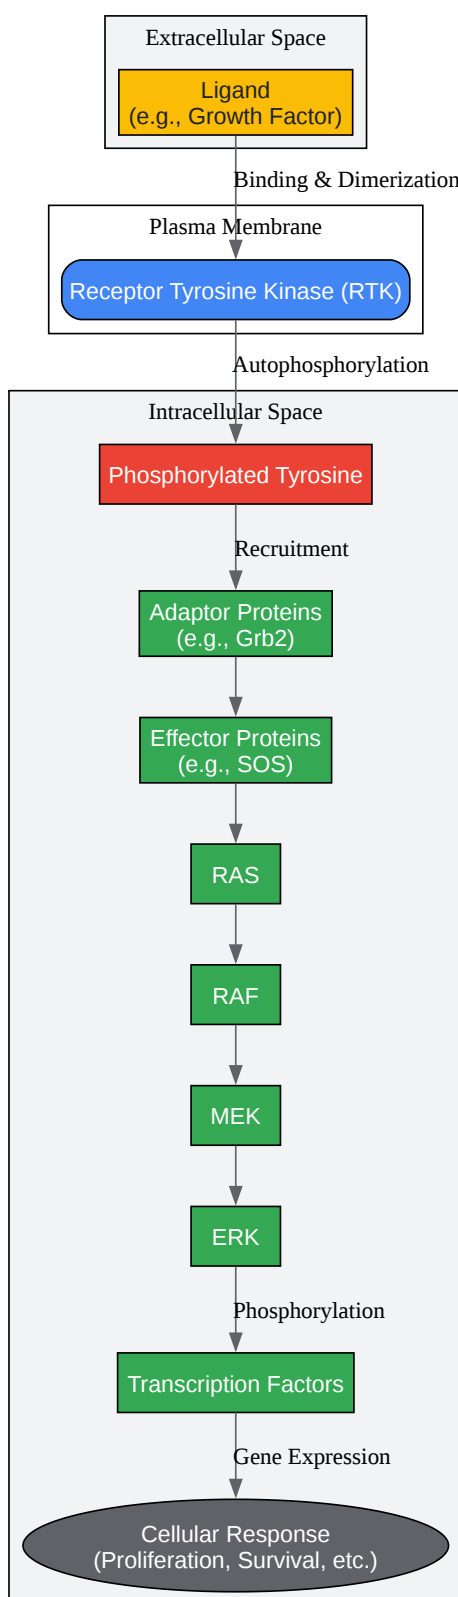 Extracellular Space
Ligand
(e.g., Growth Factor)
Binding & Dimerization
Plasma Membrane
Receptor Tyrosine Kinase (RTK)
Autophosphorylation
Intracellular Space
Phosphorylated Tyrosine
Recruitment
Adaptor Proteins
(e.g., Grb2)
Effector Proteins
(e.g., SOS)
RAS
RAF
MEK
ERK
Phosphorylation
Transcription Factors
Gene Expression
Cellular Response
(Proliferation, Survival, etc.)